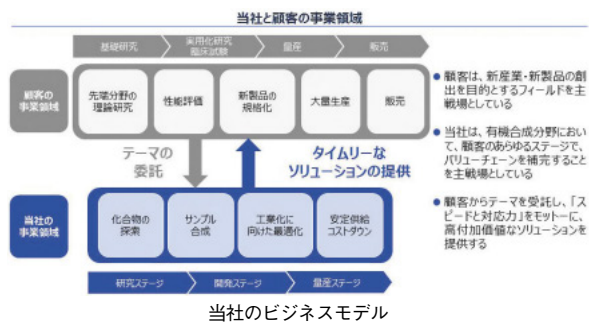 当社と顧客の事業領域
基礎研究
実用化研究
臨床試験
量産
販売
顧客の
事業領域
先端分野の
理論研究
性能評価
新製品の
規格化
大量生産
販売
テーマの
委託
タイムリーな
ソリューションの提供
当社の
事業領域
化合物の
探索
サンプル
合成
工業化に
向けた最適化
安定供給
コストダウン
研究ステージ
開発ステージ
量産ステージ
● 顧客は、新産業・新製品の創
出を目的とするフィールドを主
戦場としている
● 当社は、有機合成分野におい
て、顧客のあらゆるステージで、
バリューチェーンを補完すること
を主戦場としている
● 顧客からテーマを受託し、「ス
ピードと対応力」をモットーに、
高付加価値なソリューションを
提供する
当社のビジネスモデル